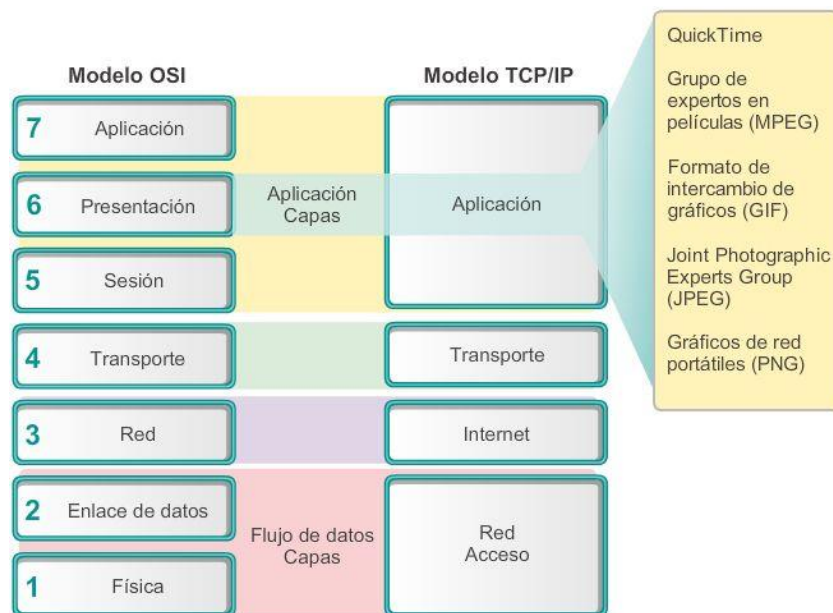 Modelo OSI
Modelo TCP/IP
7 Aplicación
6 Presentación
5 Sesión
4 Transporte
3 Red
2 Enlace de datos
1 Física
Aplicación
Capas
Flujo de datos
Capas
Aplicación
Transporte
Internet
Red
Acceso
QuickTime
Grupo de
expertos en
películas (MPEG)
Formato de
intercambio de
gráficos (GIF)
Joint Photographic
Experts Group
(JPEG)
Gráficos de red
portátiles (PNG)